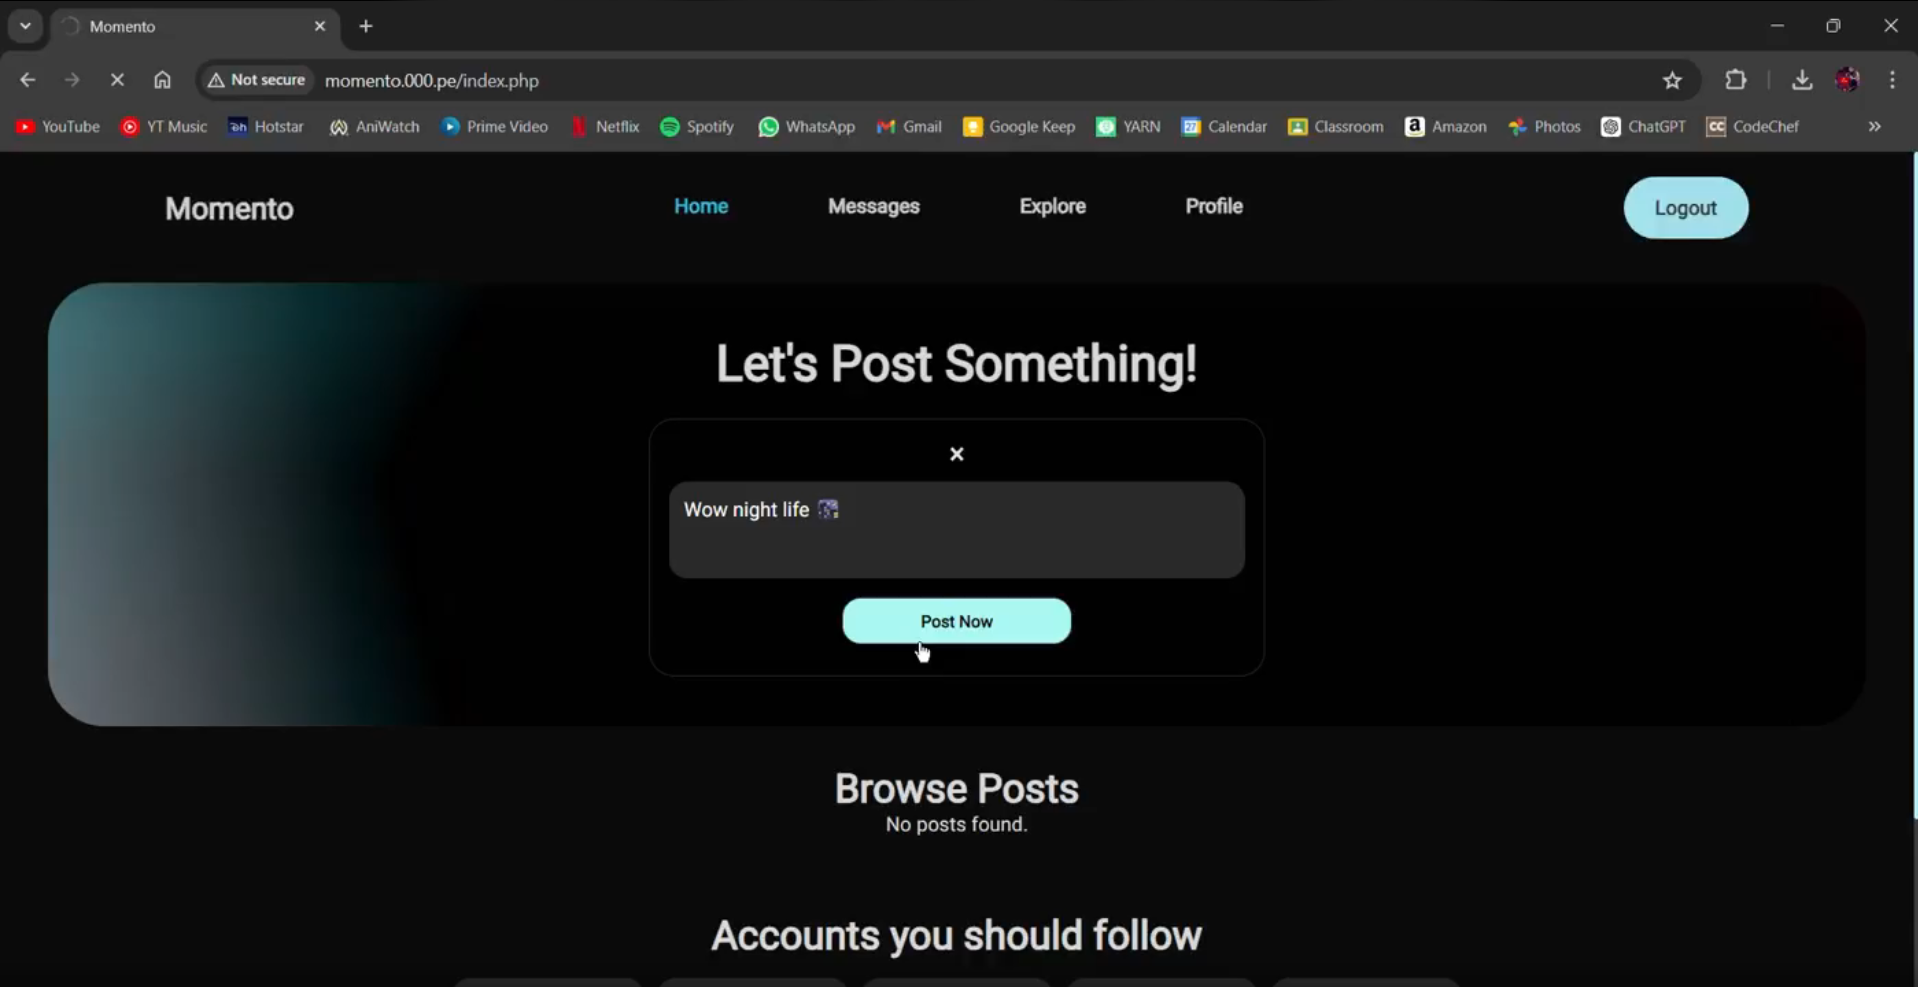 Momento
Not secure momento.000.pe/index.php
YouTube YT Music Hotstar AniWatch Prime Video Netflix Spotify WhatsApp Gmail Google Keep YARN 27 Calendar Classroom a Amazon Photos ChatGPT CC CodeChef
Momento Home Messages Explore Profile Logout
Let's Post Something!
Wow night life 🌌
Post Now
Browse Posts
No posts found.
Accounts you should follow